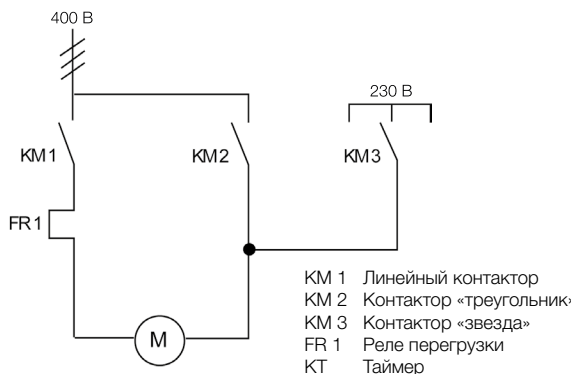 400 В
230 В
KM1
KM2
KM3
FR1
M
KM 1 Линейный контактор
KM 2 Контактор «треугольник»
KM 3 Контактор «звезда»
FR 1 Реле перегрузки
KT Таймер